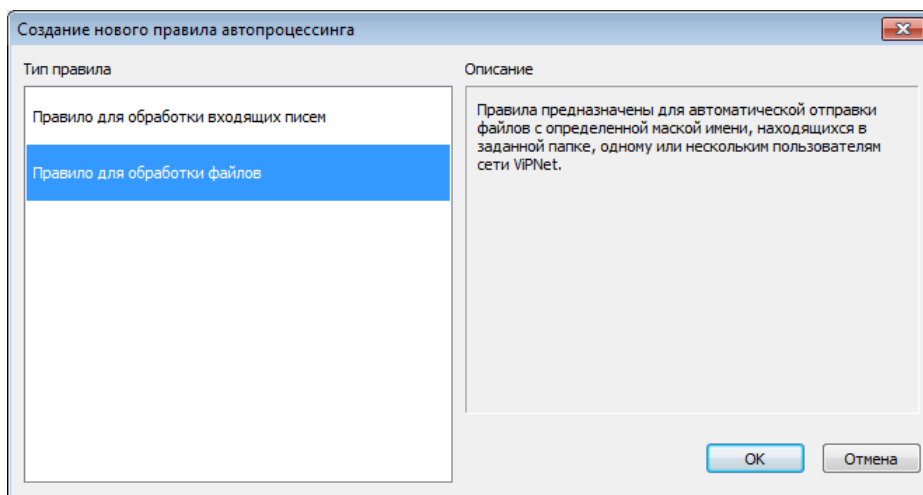 Создание нового правила автопроцессинга
Тип правила
Описание
Правило для обработки входящих писем
Правило для обработки файлов
Правила предназначены для автоматической отправки
файлов с определенной маской имени, находящихся в
заданной папке, одному или нескольким пользователям
сети ViPNet.
OK
Отмена